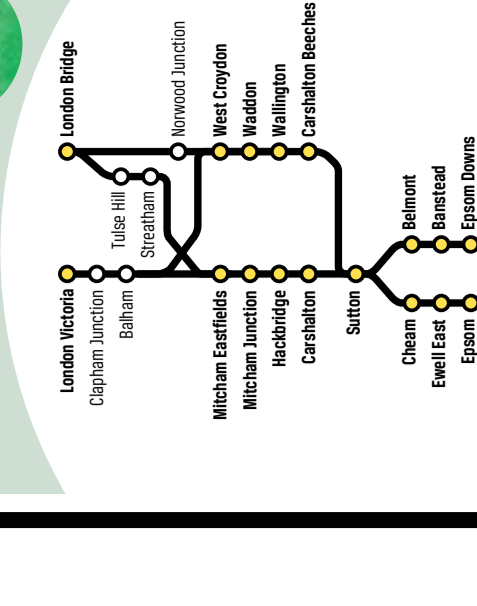 London Bridge
Tulse Hill
Streatham
Norwood Junction
West Croydon
Waddon
Wallington
Carshalton Beeches
London Victoria
Clapham Junction
Balham
Mitcham Eastfields
Mitcham Junction
Hackbridge
Carshalton
Sutton
Belmont
Banstead
Epsom Downs
Cheam
Ewell East
Epsom